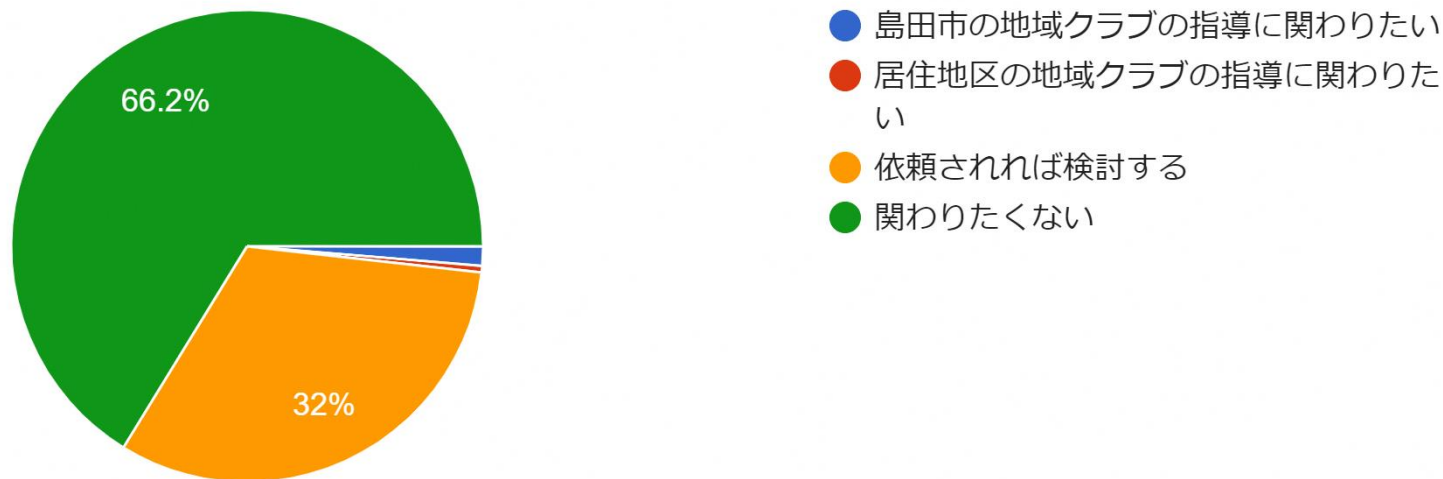 66.2%
32%
島田市の地域クラブの指導に関わりたい
居住地区の地域クラブの指導に関わりた
い
依頼されれば検討する
関わりたくない